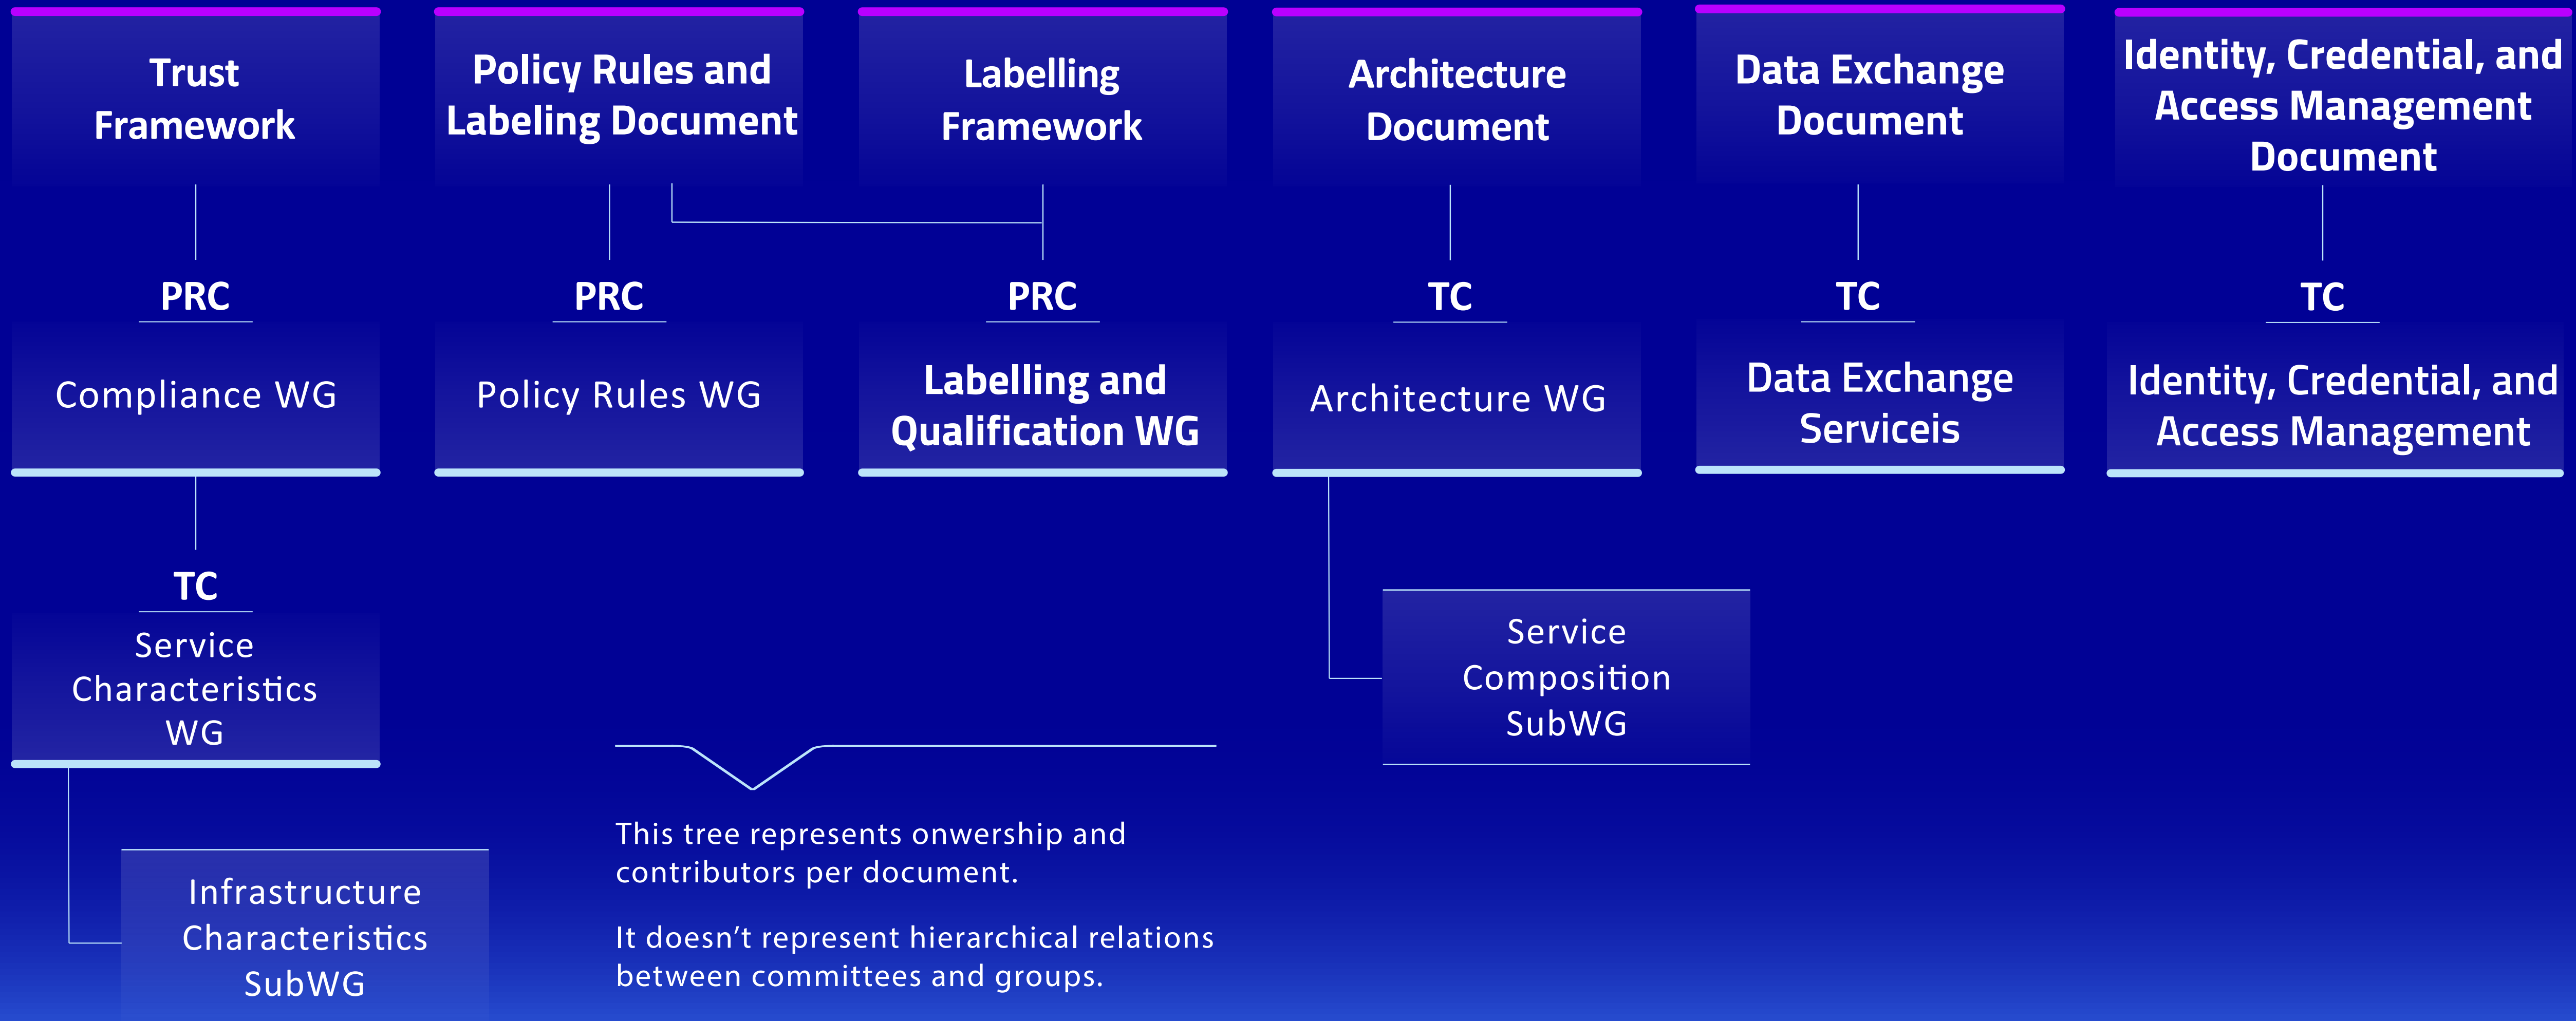 Trust
Framework
Policy Rules and
Labeling Document
Labelling
Framework
Architecture
Document
Data Exchange
Document
Identity, Credential, and
Access Management
Document
PRC
PRC
PRC
TC
TC
TC
Compliance WG
Policy Rules WG
Labelling and
Qualification WG
Architecture WG
Data Exchange
Serviceis
Identity, Credential, and
Access Management
TC
Service
Characteristics
WG
Service
Composition
SubWG
Infrastructure
Characteristics
SubWG
This tree represents onwership and
contributors per document.
It doesn’t represent hierarchical relations
between committees and groups.